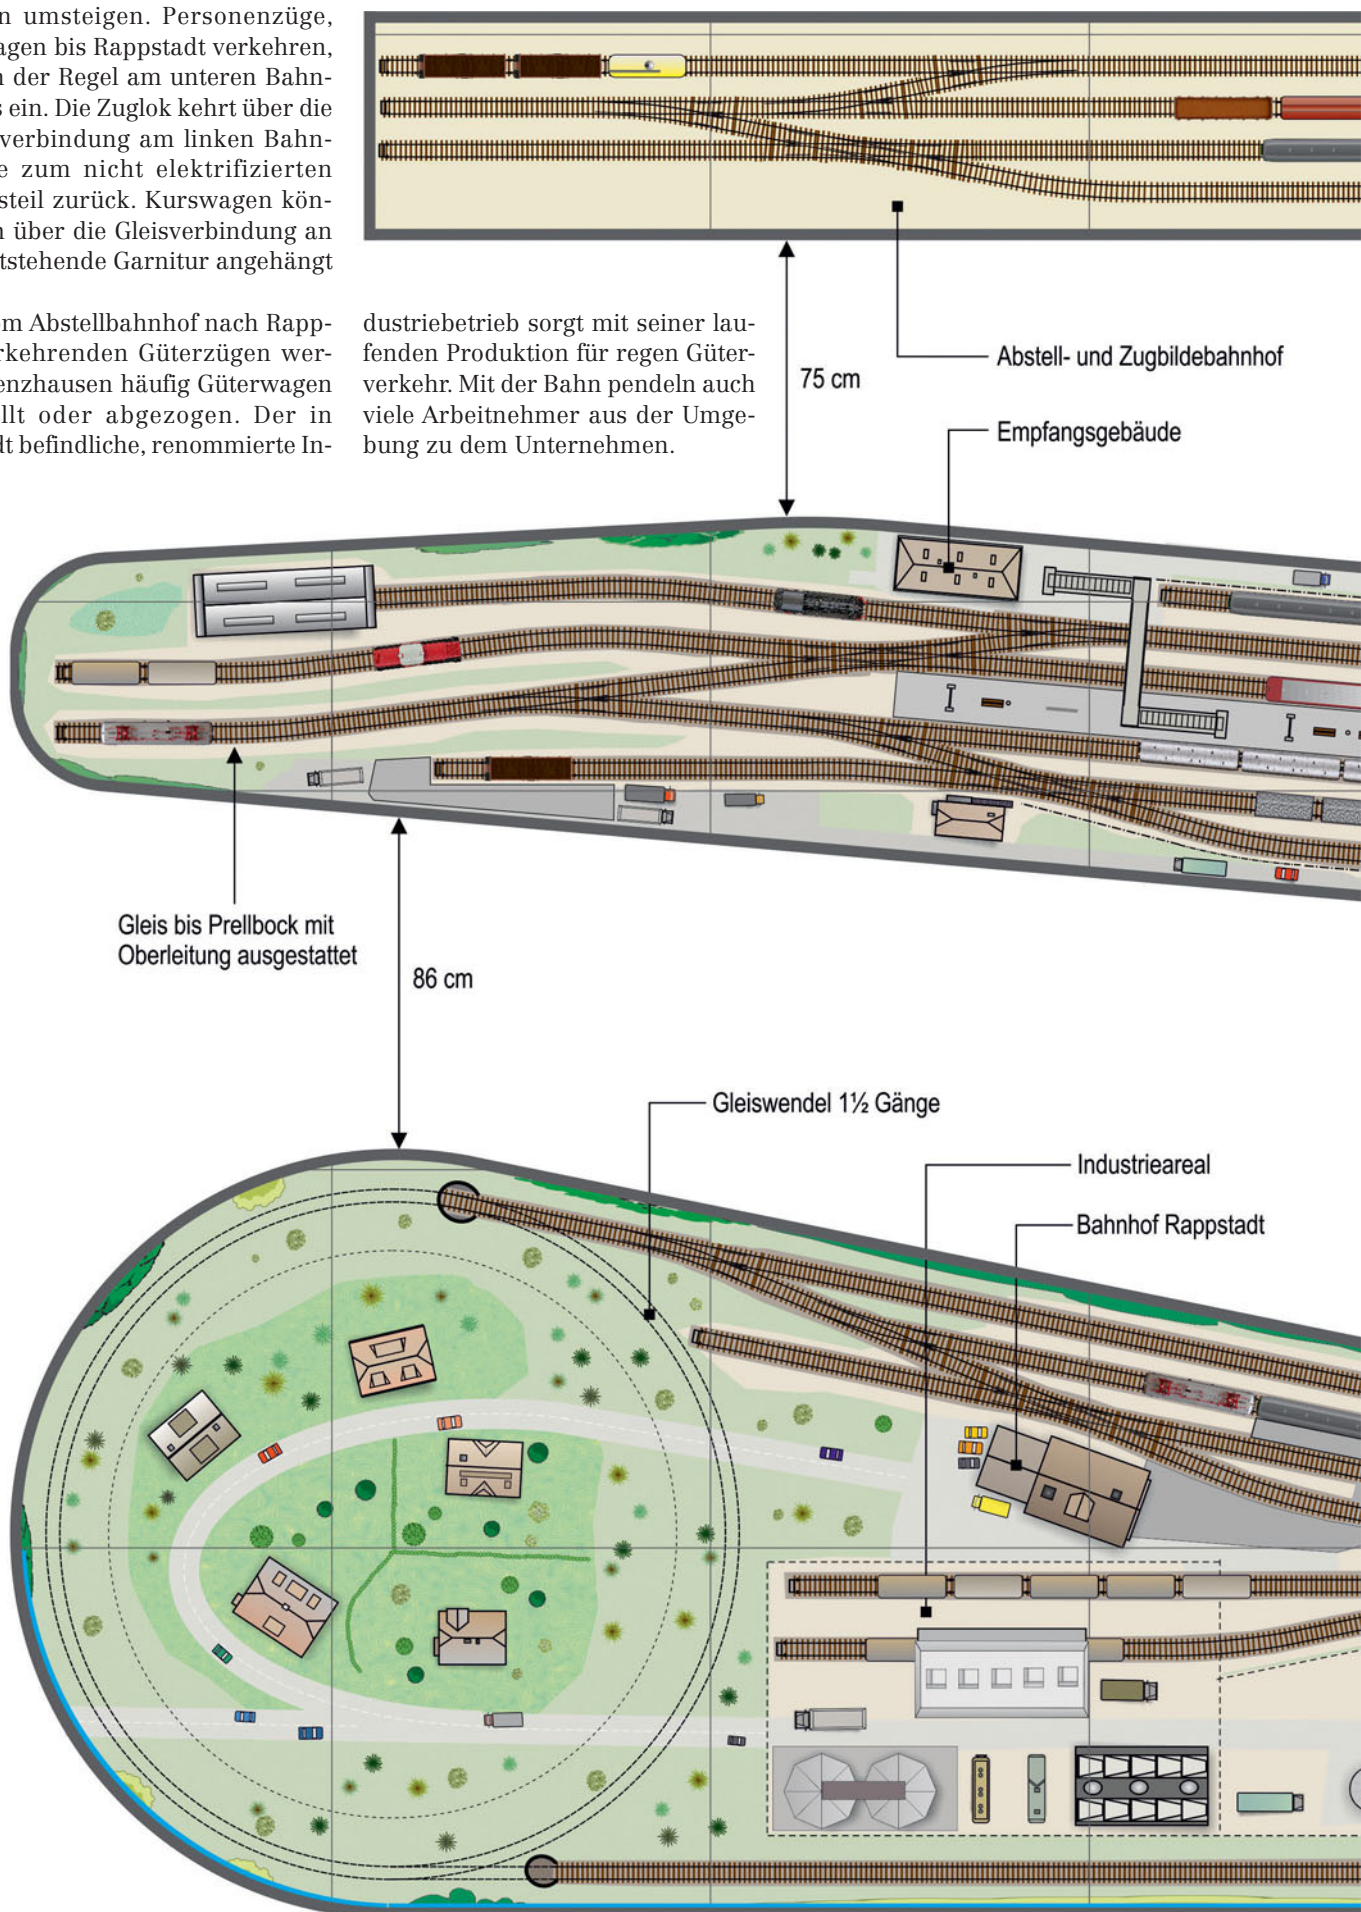 n umsteigen. Personenzüge,
agen bis Rappstadt verkehren,
n der Regel am unteren Bahn-
s ein. Die Zuglok kehrt über die
verbindung am linken Bahn-
e zum nicht elektrifizierten
steil zurück. Kurswagen kön-
n über die Gleisverbindung an
tstehende Garnitur angehängt
om Abstellbahnhof nach Rapp-
rkehrenden Güterzügen wer-
enzhausen häufig Güterwagen
llt oder abgezogen. Der in
dt befindliche, renommierte In-
dustriebetrieb sorgt mit seiner lau-
fenden Produktion für regen Güter-
verkehr. Mit der Bahn pendeln auch
viele Arbeitnehmer aus der Umge-
bung zu dem Unternehmen.
75 cm
Abstell- und Zugbildebahnhof
Empfangsgebäude
Gleis bis Prellbock mit
Oberleitung ausgestattet
86 cm
Gleiswendel 1½ Gänge
Industrieareal
Bahnhof Rappstadt